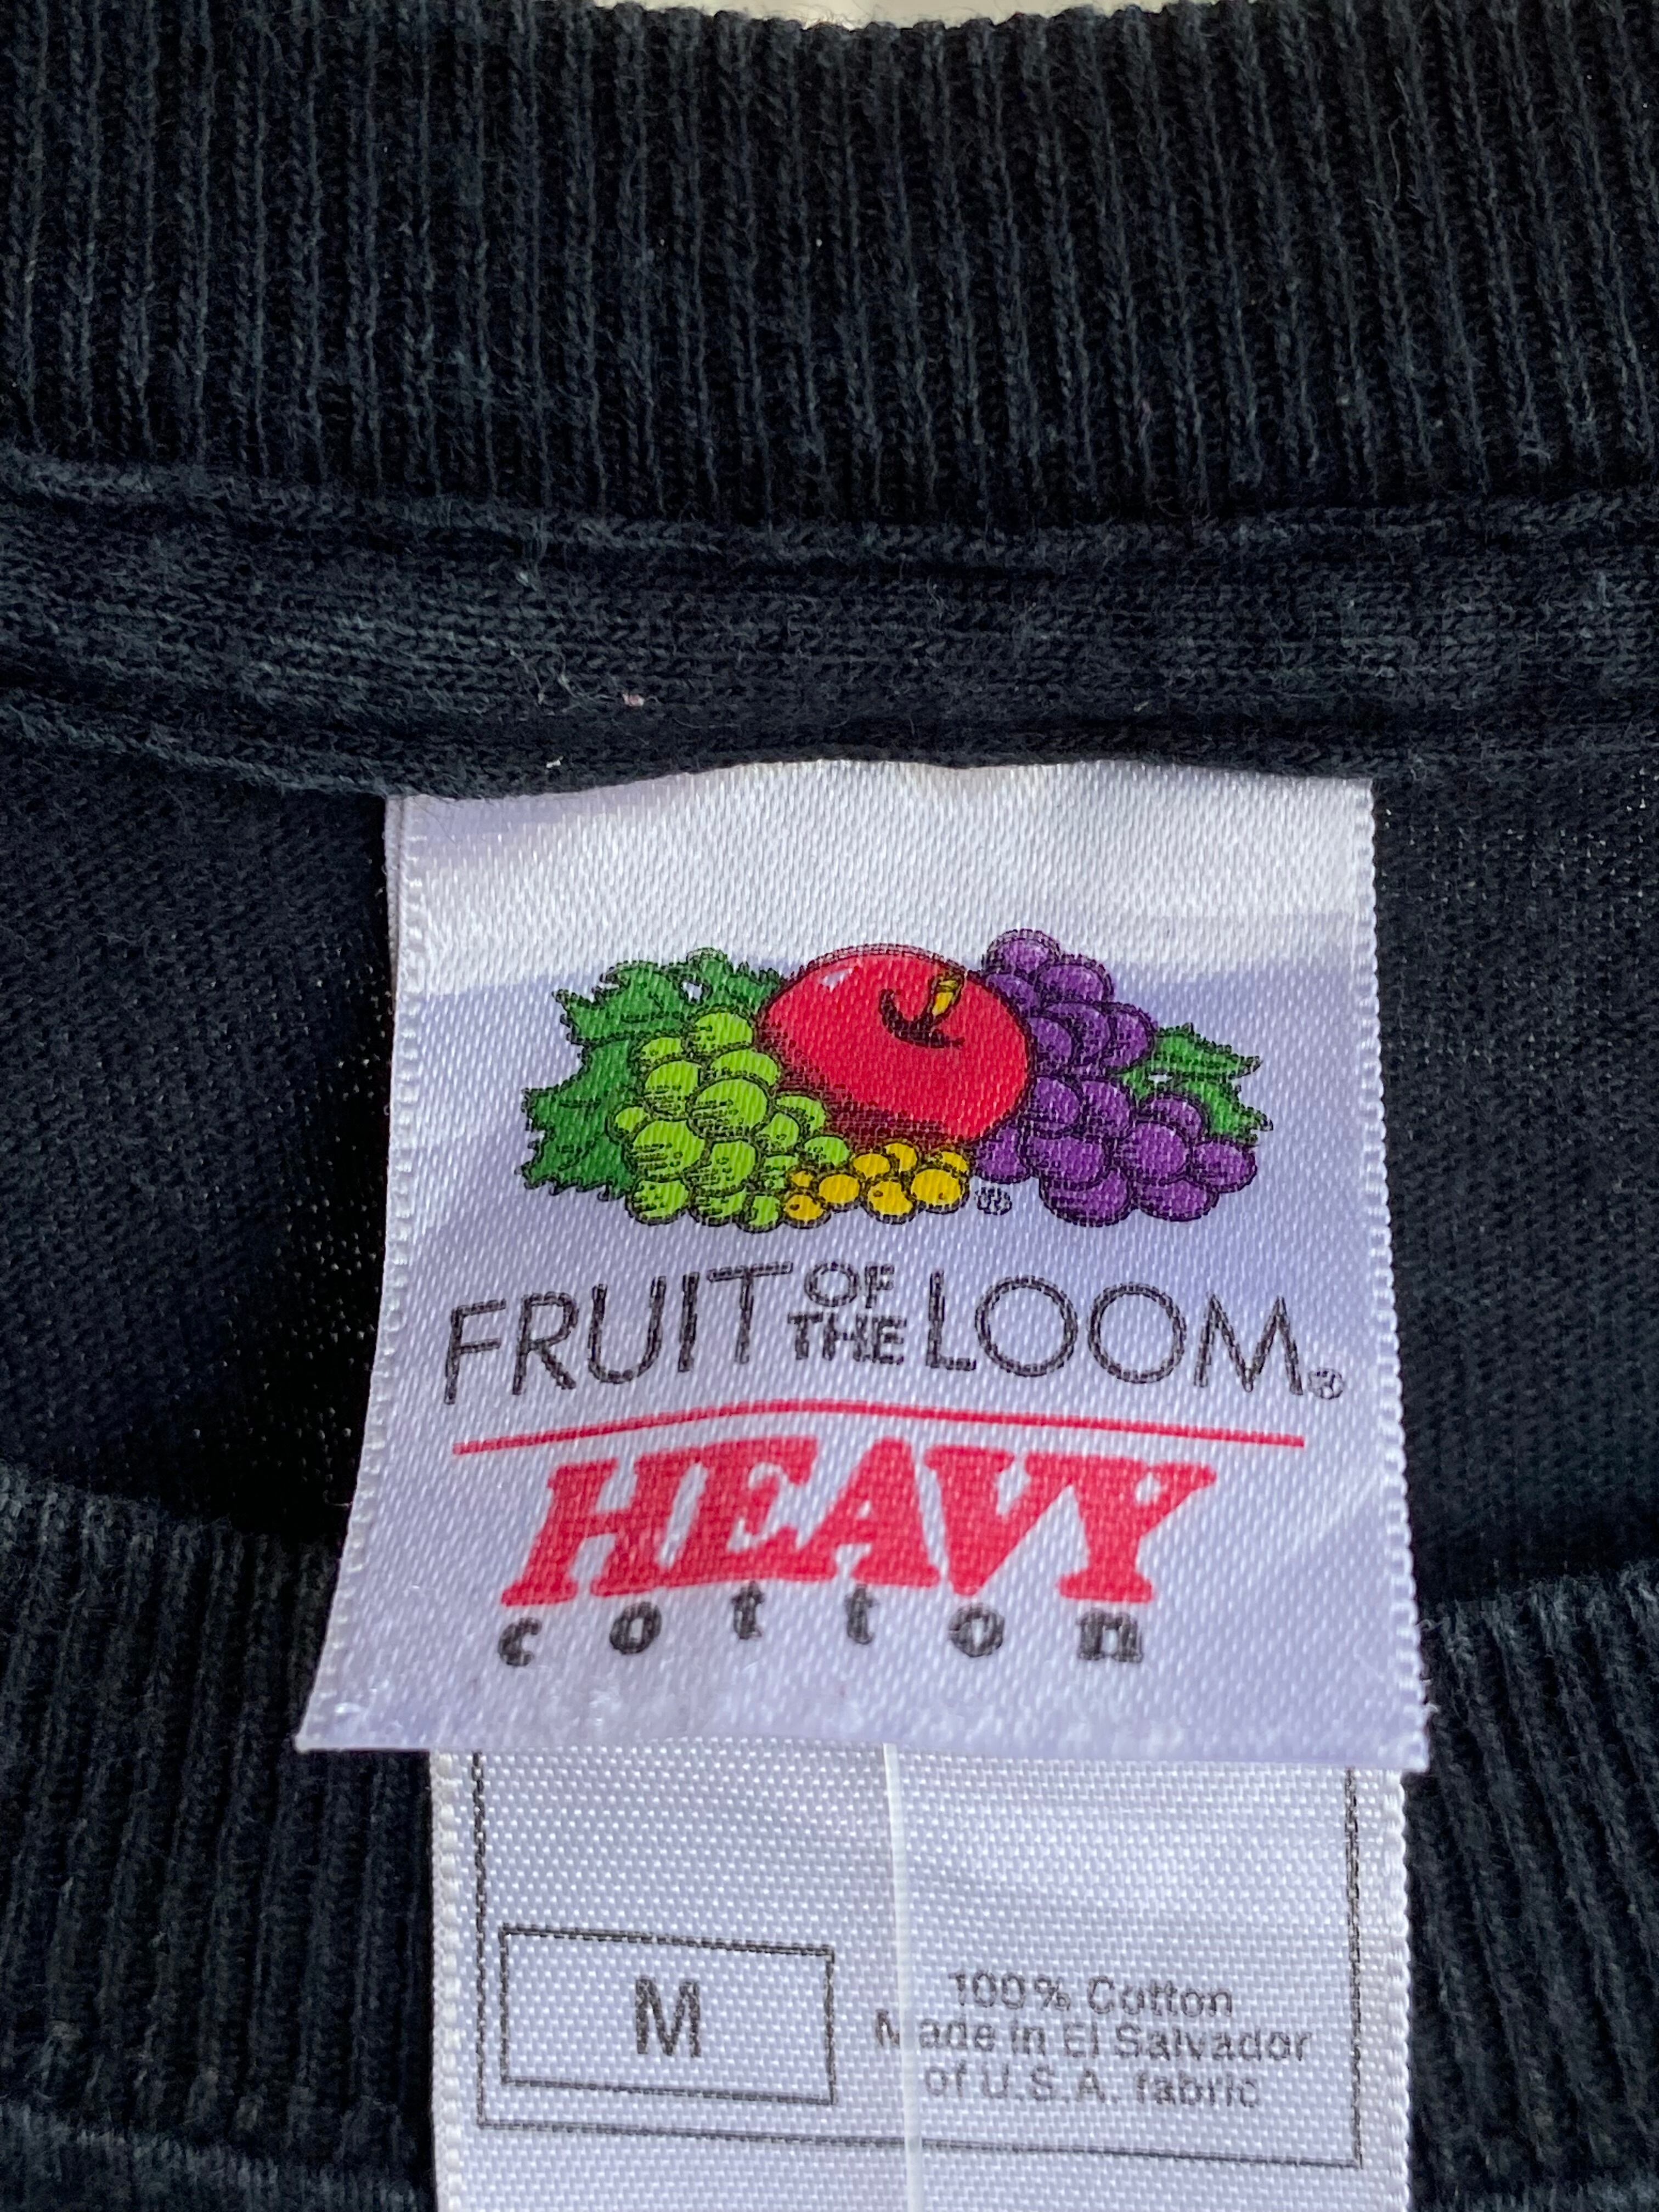 ®
FRUIT OF THE LOOM®
HEAVY
cotton
M
100% Cotton
Made in El Salvador
of U.S.A. fabric